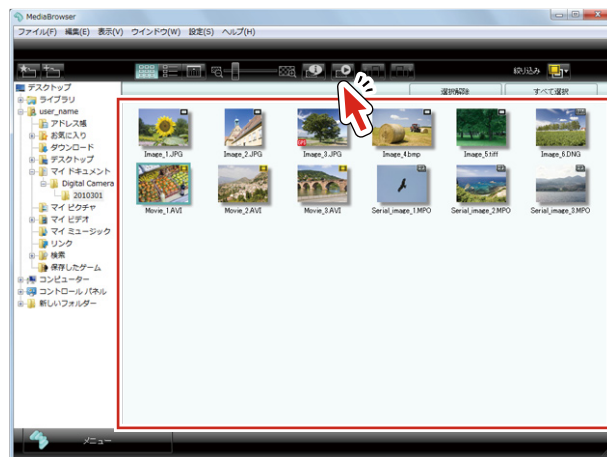 MediaBrowser
ファイル(F) 編集(E) 表示(V) ウインドウ(W) 設定(S) ヘルプ(H)
絞り込み
選択解除 すべて選択
デスクトップ
ライブラリ
user_name
アドレス帳
お気に入り
ダウンロード
デスクトップ
マイ ドキュメント
Digital Camera
2010301
マイ ピクチャ
マイ ビデオ
マイ ミュージック
リンク
検索
保存したゲーム
コンピューター
コントロール パネル
新しいフォルダー
Image_1.JPG Image_2.JPG Image_3.JPG Image_4.bmp Image_5.tiff Image_6.DNG
Movie_1.AVI Movie_2.AVI Movie_3.AVI Serial_image_1.MPO Serial_image_2.MPO Serial_image_3.MPO
メニュー